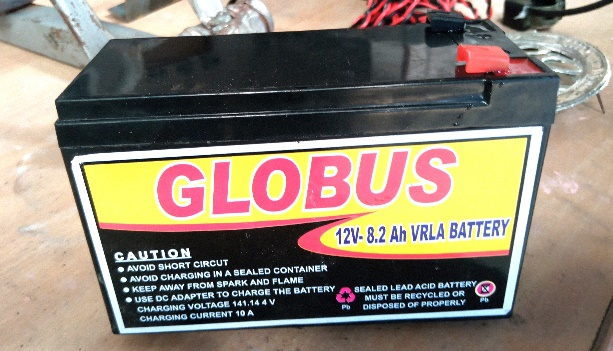 GLOBUS
12V- 8.2 Ah VRLA BATTERY
CAUTION
● AVOID SHORT CIRCUT
● AVOID CHARGING IN A SEALED CONTAINER
● KEEP AWAY FROM SPARK AND FLAME
● USE DC ADAPTER TO CHARGE THE BATTERY
CHARGING VOLTAGE 141.14 4 V
CHARGING CURRENT 10 A
SEALED LEAD ACID BATTERY
MUST BE RECYCLED OR
DISPOSED OF PROPERLY
Pb
Pb